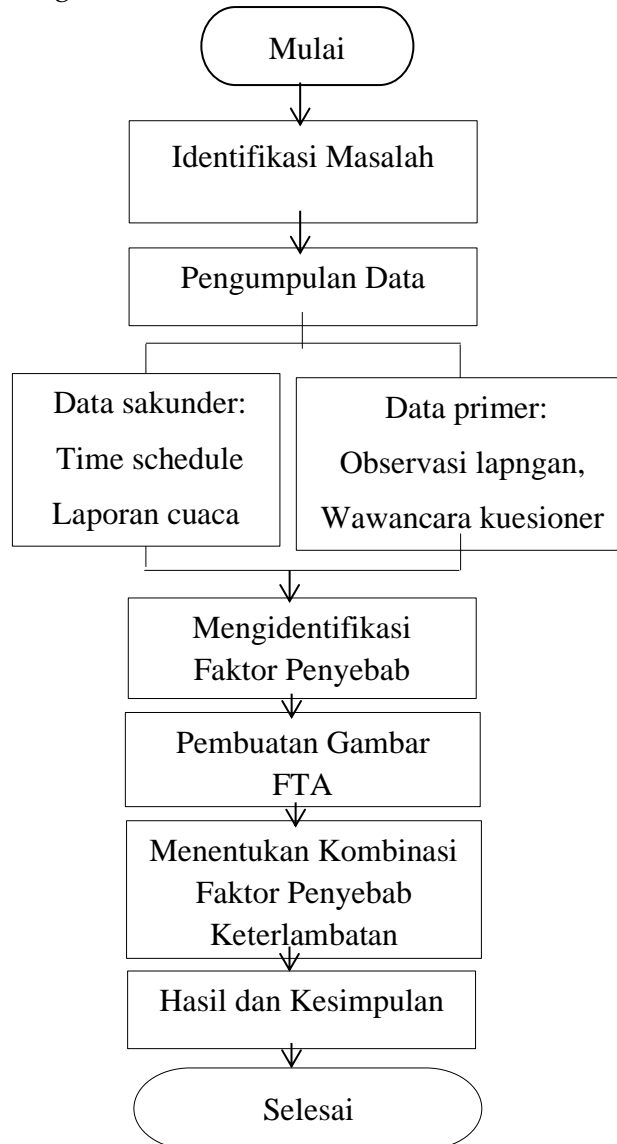 Mulai
Identifikasi Masalah
Pengumpulan Data
Data sakunder:
Time schedule
Laporan cuaca
Data primer:
Observasi lapngan,
Wawancara kuesioner
Mengidentifikasi
Faktor Penyebab
Pembuatan Gambar
FTA
Menentukan Kombinasi
Faktor Penyebab
Keterlambatan
Hasil dan Kesimpulan
Selesai